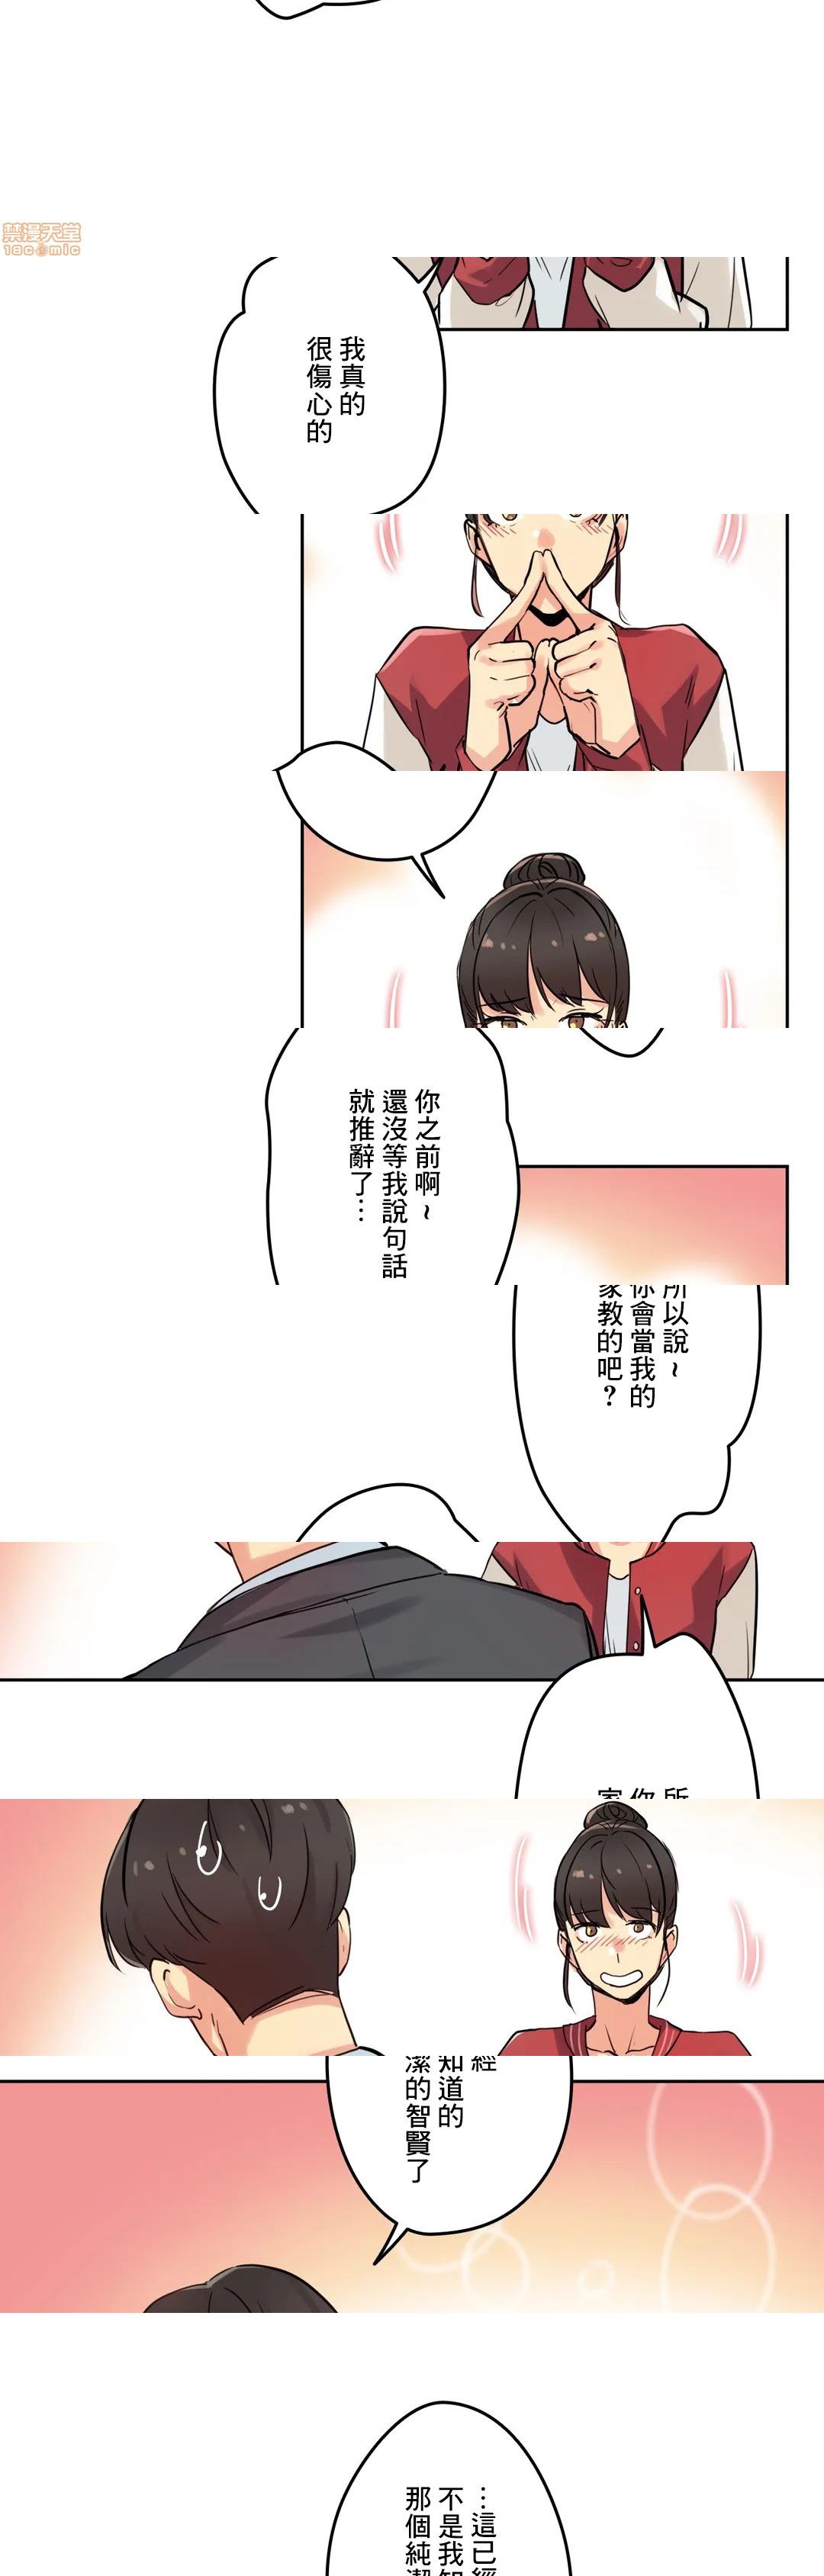 禁漫天堂
18comic
我真的
很傷心的
你之前啊~
還沒等我說句話
就推辭了…
所以說~
你會當我的
家教的吧?
經
知道的
潔的智賢了
…這已經
不是我知
那個純潔